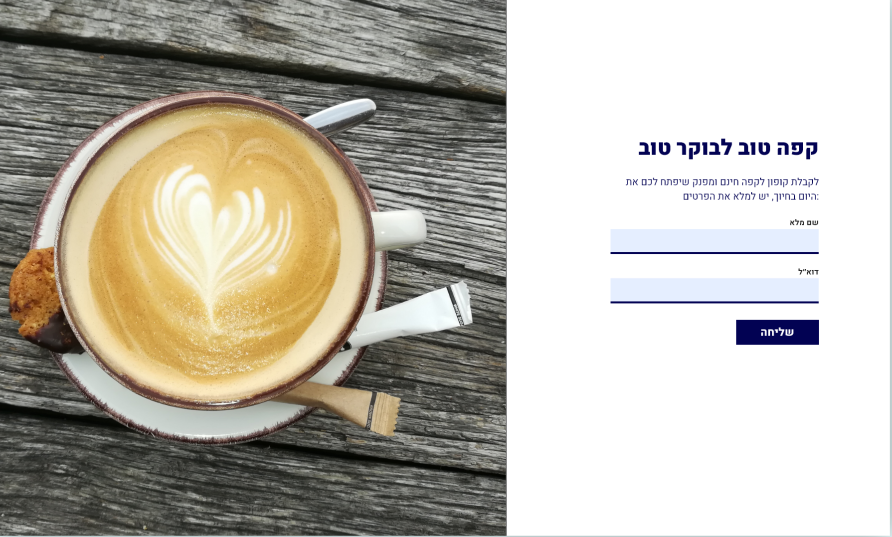 קפה טוב לבוקר טוב
לקבלת קופון לקפה חינם ומפנק שיפתח לכם את
היום בחיוך, יש למלא את הפרטים:
שם מלא
דוא"ל
שליחה